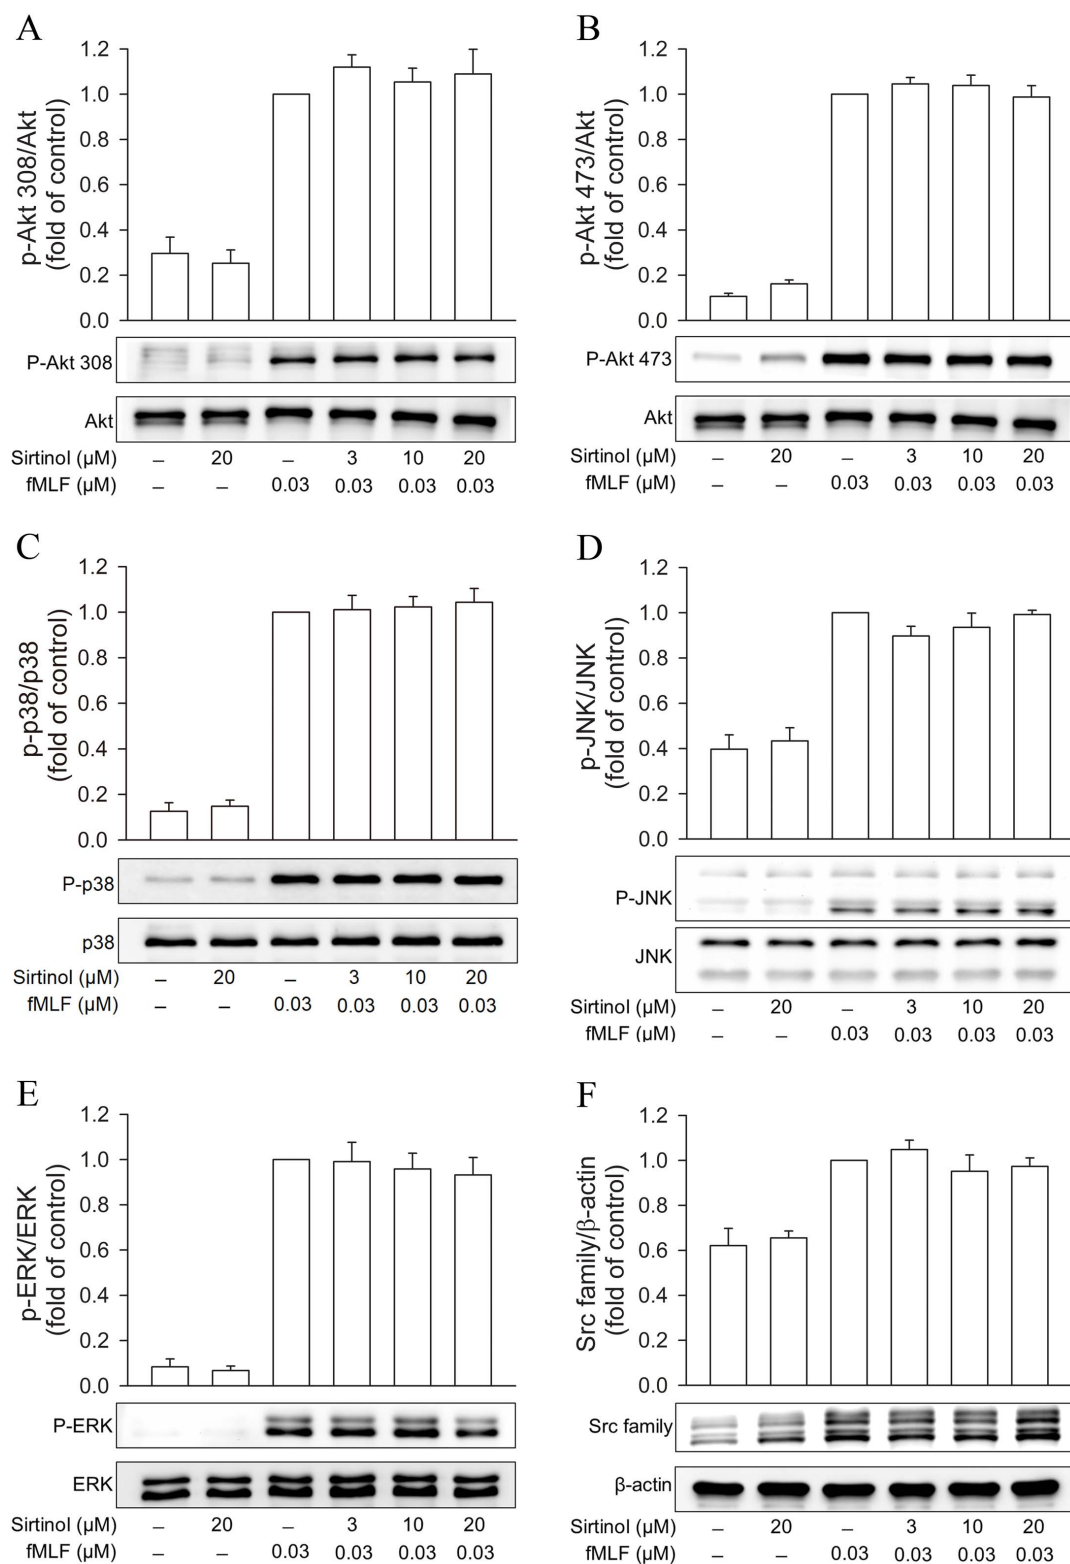 A
p-Akt 308/Akt
(fold of control)
1.2
1.0
0.8
0.6
0.4
0.2
0.0
P-Akt 308
Akt
Sirtinol (µM) – 20 – 3 10 20
fMLF (µM) – – 0.03 0.03 0.03 0.03
B
p-Akt 473/Akt
(fold of control)
1.2
1.0
0.8
0.6
0.4
0.2
0.0
P-Akt 473
Akt
Sirtinol (µM) – 20 – 3 10 20
fMLF (µM) – – 0.03 0.03 0.03 0.03
C
p-p38/p38
(fold of control)
1.2
1.0
0.8
0.6
0.4
0.2
0.0
P-p38
p38
Sirtinol (µM) – 20 – 3 10 20
fMLF (µM) – – 0.03 0.03 0.03 0.03
D
p-JNK/JNK
(fold of control)
1.2
1.0
0.8
0.6
0.4
0.2
0.0
P-JNK
JNK
Sirtinol (µM) – 20 – 3 10 20
fMLF (µM) – – 0.03 0.03 0.03 0.03
E
p-ERK/ERK
(fold of control)
1.2
1.0
0.8
0.6
0.4
0.2
0.0
P-ERK
ERK
Sirtinol (µM) – 20 – 3 10 20
fMLF (µM) – – 0.03 0.03 0.03 0.03
F
Src family/β-actin
(fold of control)
1.2
1.0
0.8
0.6
0.4
0.2
0.0
Src family
β-actin
Sirtinol (µM) – 20 – 3 10 20
fMLF (µM) – – 0.03 0.03 0.03 0.03